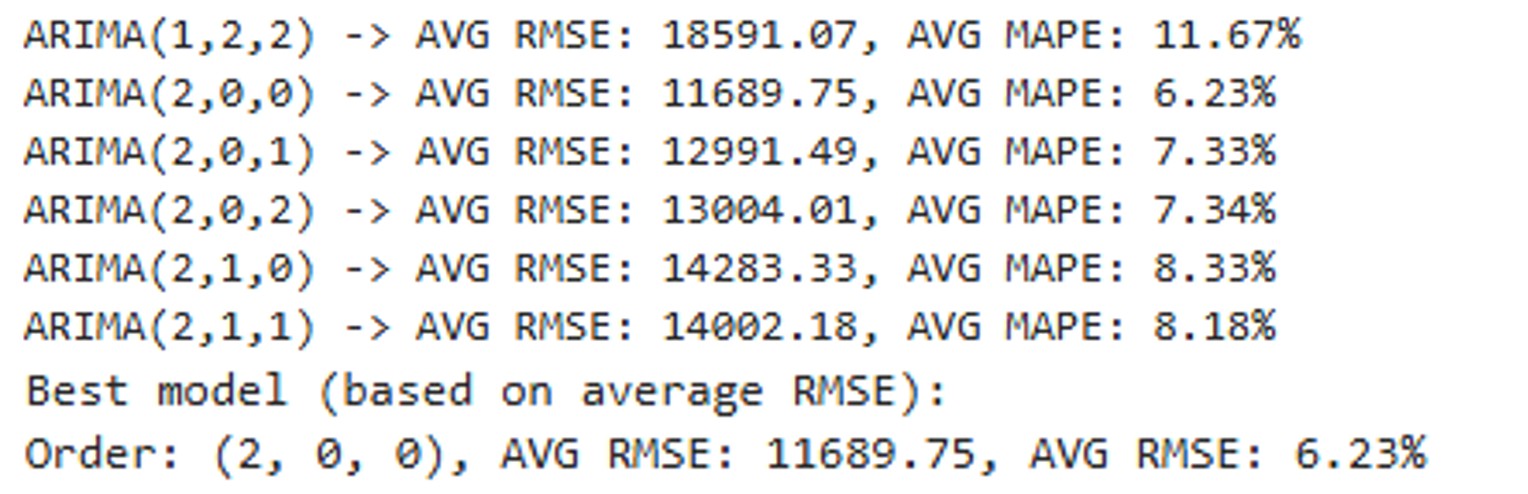 ARIMA(1,2,2) -> AVG RMSE: 18591.07, AVG MAPE: 11.67%
ARIMA(2,0,0) -> AVG RMSE: 11689.75, AVG MAPE: 6.23%
ARIMA(2,0,1) -> AVG RMSE: 12991.49, AVG MAPE: 7.33%
ARIMA(2,0,2) -> AVG RMSE: 13004.01, AVG MAPE: 7.34%
ARIMA(2,1,0) -> AVG RMSE: 14283.33, AVG MAPE: 8.33%
ARIMA(2,1,1) -> AVG RMSE: 14002.18, AVG MAPE: 8.18%
Best model (based on average RMSE):
Order: (2, 0, 0), AVG RMSE: 11689.75, AVG RMSE: 6.23%